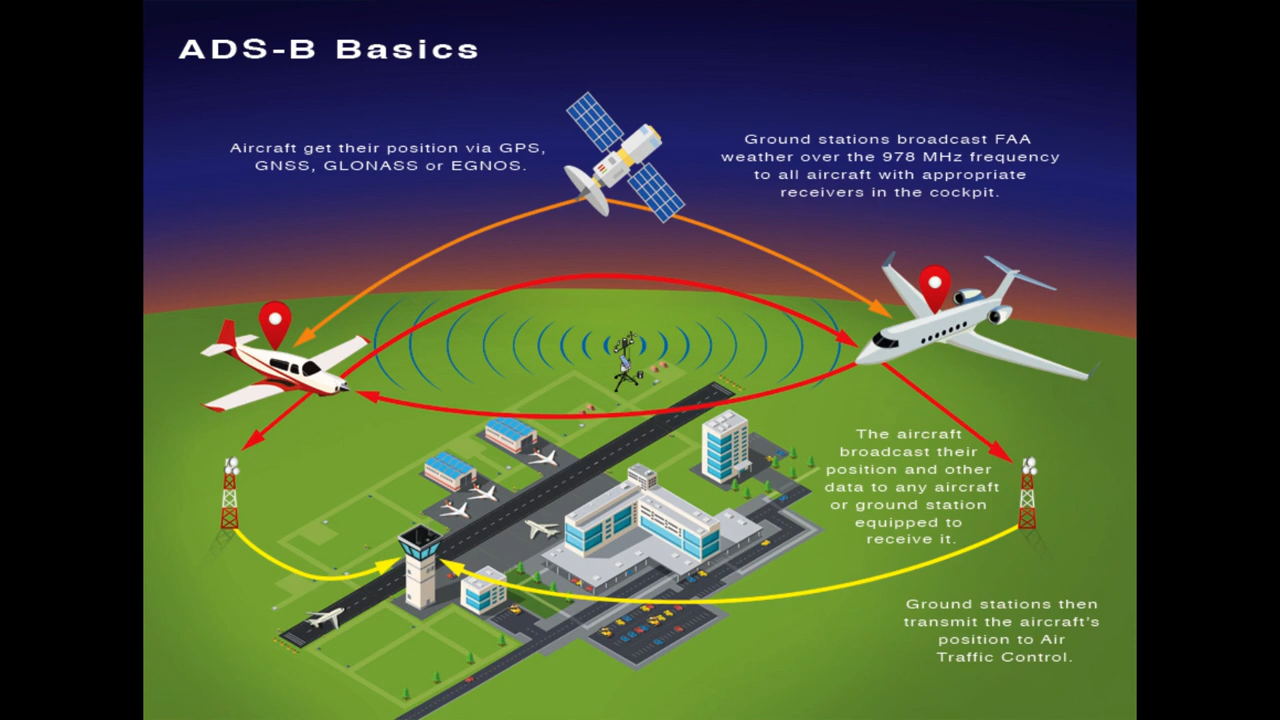 ADS-B Basics
Aircraft get their position via GPS,
GNSS, GLONASS or EGNOS.
Ground stations broadcast FAA
weather over the 978 MHz frequency
to all aircraft with appropriate
receivers in the cockpit.
The aircraft
broadcast their
position and other
data to any aircraft
or ground station
equipped to
receive it.
Ground stations then
transmit the aircraft's
position to Air
Traffic Control.